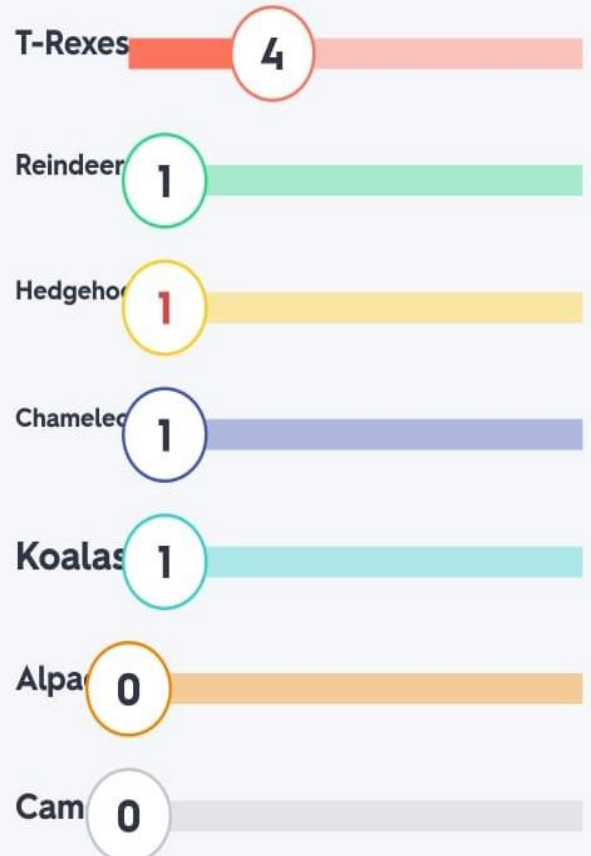 T-Rexes 4
Reindeer 1
Hedgeho 1
Chamele 1
Koalas 1
Alpa 0
Cam 0